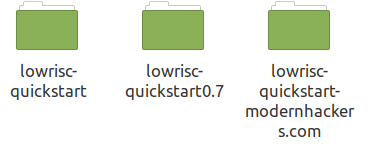 lowrisc-
quickstart
lowrisc-
quickstart0.7
lowrisc-
quickstart-
modernhacker
s.com